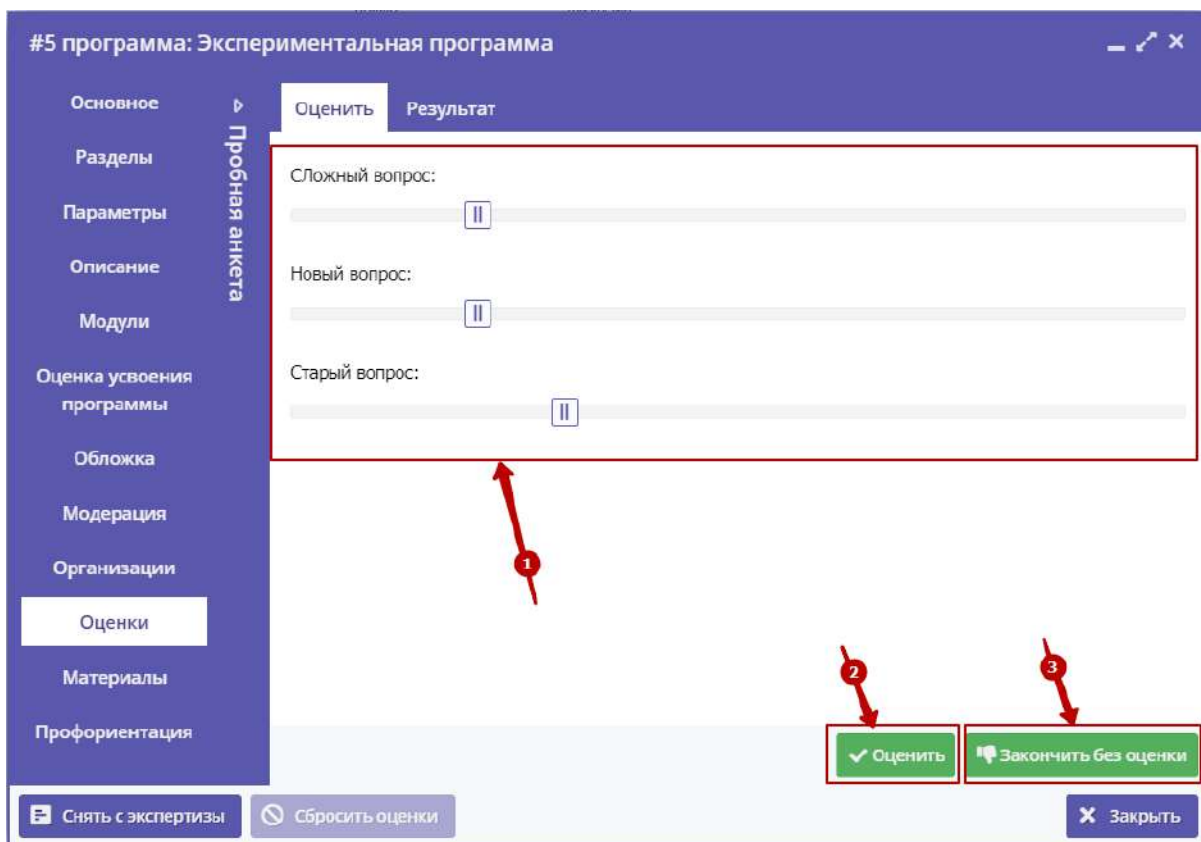 #5 программа: Экспериментальная программа
Основное
Разделы
Параметры
Описание
Модули
Оценка усвоения
программы
Обложка
Модерация
Организации
Оценки
Материалы
Профориентация
Пробная анкета
Оценить
Результат
СЛожный вопрос:
Новый вопрос:
Старый вопрос:
1
2
3
Оценить
Закончить без оценки
Снять с экспертизы
Сбросить оценки
Закрыть